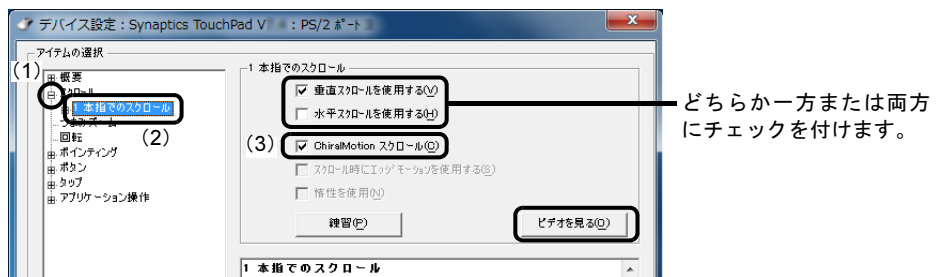 デバイス設定：Synaptics TouchPad V7 : PS/2 ﾎﾟｰﾄ
アイテムの選択
(1)
概要
ｽｸﾛｰﾙ
1 本指でのスクロール
つまみズーム
(2)
回転
ポインティング
ボタン
タップ
アプリケーション操作
1 本指でのスクロール
垂直ｽｸﾛｰﾙを使用する(V)
水平ｽｸﾛｰﾙを使用する(H)
(3)
ChiralMotion スクロール(C)
ｽｸﾛｰﾙ時にｴｯｼﾞ ﾓｰｼｮﾝを使用する(S)
惰性を使用(N)
練習(P)
ビデオを見る(O)
1 本指でのスクロール
どちらか一方または両方
にチェックを付けます。